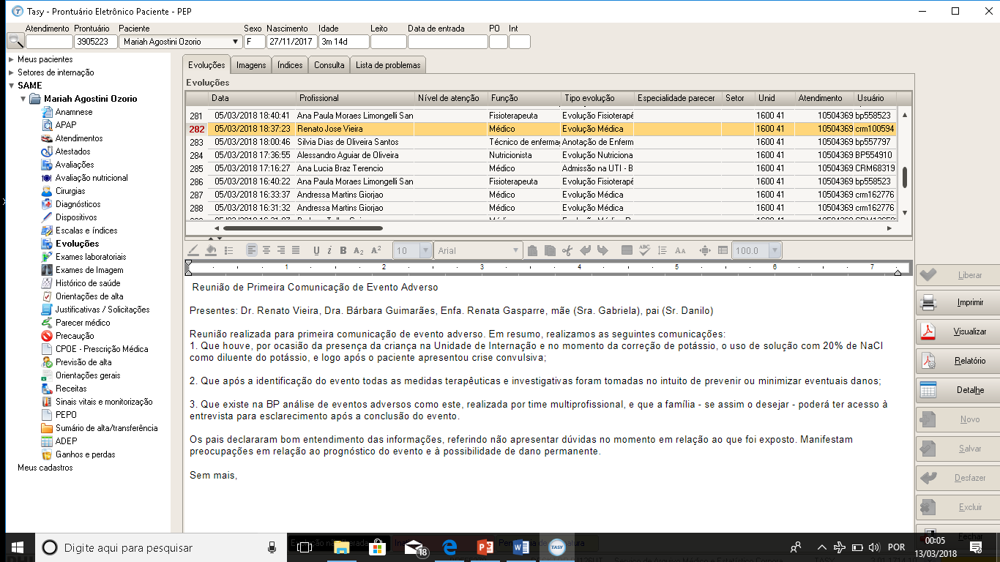 Tasy - Prontuário Eletrônico Paciente - PEP
Atendimento Prontuário Paciente Sexo Nascimento Idade Leito Data de entrada PO Int
3905223 Mariah Agostini Ozorio F 27/11/2017 3m 14d
Meus pacientes
Setores de internação
SAME
Mariah Agostini Ozorio
Anamnese
APAP
Atendimentos
Atestados
Avaliações
Avaliação nutricional
Cirurgias
Diagnósticos
Dispositivos
Escalas e índices
Evoluções
Exames laboratoriais
Exames de Imagem
Histórico de saúde
Orientações de alta
Justificativas / Solicitações
Parecer médico
Precaução
CPOE - Prescrição Médica
Previsão de alta
Orientações gerais
Receitas
Sinais vitais e monitorização
PEPO
Sumário de alta/transferência
ADEP
Ganhos e perdas
Meus cadastros
Evoluções Imagens Índices Consulta Lista de problemas
Evoluções
Data Profissional Nível de atenção Função Tipo evolução Especialidade parecer Setor Unid Atendimento Usuário
281 05/03/2018 18:40:41 Ana Paula Moraes Limongelli San Fisioterapeuta Evolução Fisioterapê 1600 41 10504369 bp558523
282 05/03/2018 18:37:23 Renato Jose Vieira Médico Evolução Médica 1600 41 10504369 crm100594
283 05/03/2018 18:00:46 Silvia Dias de Oliveira Santos Técnico de enfermag Anotação de Enferm 1600 41 10504369 bp557797
284 05/03/2018 17:36:55 Alessandro Aguiar de Oliveira Nutricionista Evolução Nutriciona 1600 41 10504369 BP554910
285 05/03/2018 17:16:27 Ana Lucia Braz Terencio Médico Admissão na UTI - B 1600 41 10504369 CRM68319
286 05/03/2018 16:40:22 Ana Paula Moraes Limongelli San Fisioterapeuta Evolução Fisioterapê 1600 41 10504369 bp558523
287 05/03/2018 16:33:37 Andressa Martins Giorjao Médico Evolução Médica 1600 41 10504369 crm162776
288 05/03/2018 16:31:32 Andressa Martins Giorjao Médico Evolução Médica 1600 41 10504369 crm162776
10 Arial 100.0
1 2 3 4 5 6 7
Reunião de Primeira Comunicação de Evento Adverso
Presentes: Dr. Renato Vieira, Dra. Bárbara Guimarães, Enfa. Renata Gasparre, mãe (Sra. Gabriela), pai (Sr. Danilo)
Reunião realizada para primeira comunicação de evento adverso. Em resumo, realizamos as seguintes comunicações:
1. Que houve, por ocasião da presença da criança na Unidade de Internação e no momento da correção de potássio, o uso de solução com 20% de NaCl
como diluente do potássio, e logo após o paciente apresentou crise convulsiva;
2. Que após a identificação do evento todas as medidas terapêuticas e investigativas foram tomadas no intuito de prevenir ou minimizar eventuais danos;
3. Que existe na BP análise de eventos adversos como este, realizada por time multiprofissional, e que a família - se assim o desejar - poderá ter acesso à
entrevista para esclarecimento após a conclusão do evento.
Os pais declararam bom entendimento das informações, referindo não apresentar dúvidas no momento em relação ao que foi exposto. Manifestam
preocupações em relação ao prognóstico do evento e à possibilidade de dano permanente.
Sem mais,
Liberar
Imprimir
Visualizar
Relatório
Detalhe
Novo
Salvar
Desfazer
Excluir
Fechar
Digite aqui para pesquisar
18
TASY
POR
00:05
13/03/2018